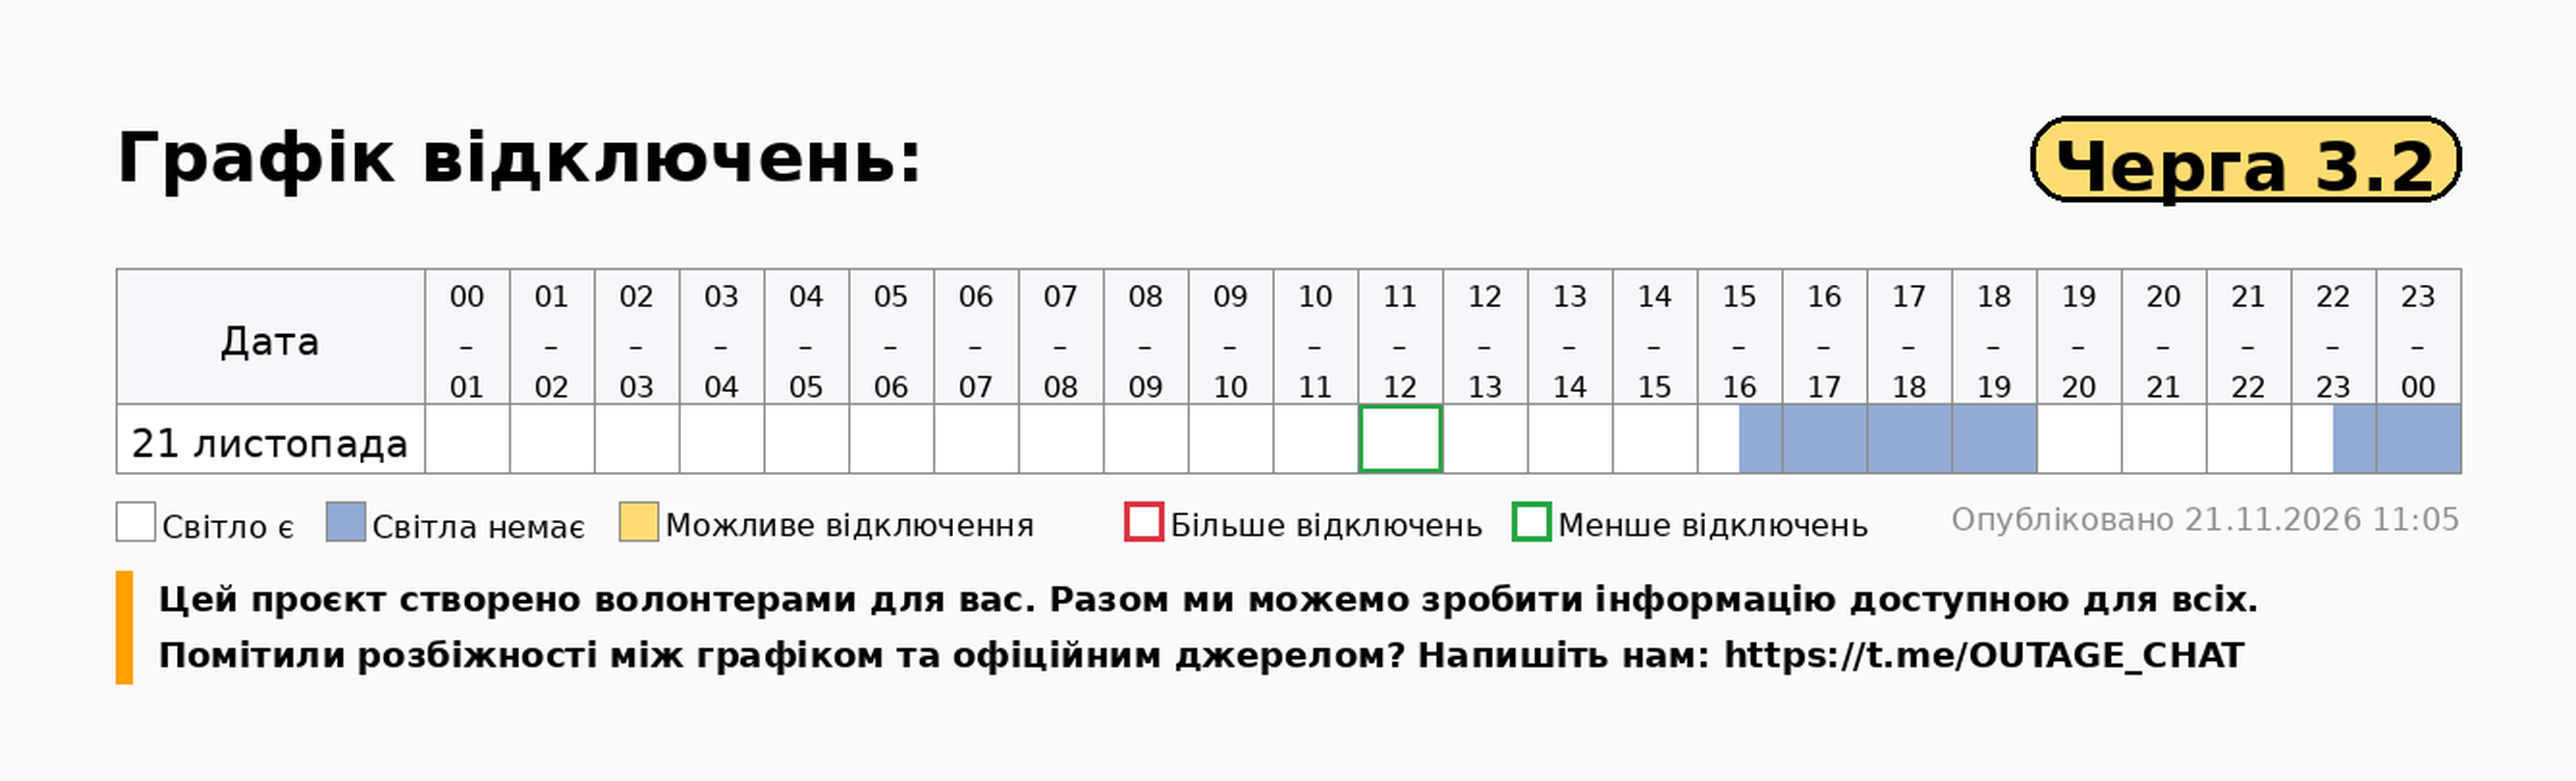 Графік відключень:
Черга 3.2
Дата
00 – 01
01 – 02
02 – 03
03 – 04
04 – 05
05 – 06
06 – 07
07 – 08
08 – 09
09 – 10
10 – 11
11 – 12
12 – 13
13 – 14
14 – 15
15 – 16
16 – 17
17 – 18
18 – 19
19 – 20
20 – 21
21 – 22
22 – 23
23 – 00
21 листопада
Світло є
Світла немає
Можливе відключення
Більше відключень
Менше відключень
Опубліковано 21.11.2026 11:05
Цей проєкт створено волонтерами для вас. Разом ми можемо зробити інформацію доступною для всіх.
Помітили розбіжності між графіком та офіційним джерелом? Напишіть нам: https://t.me/OUTAGE_CHAT